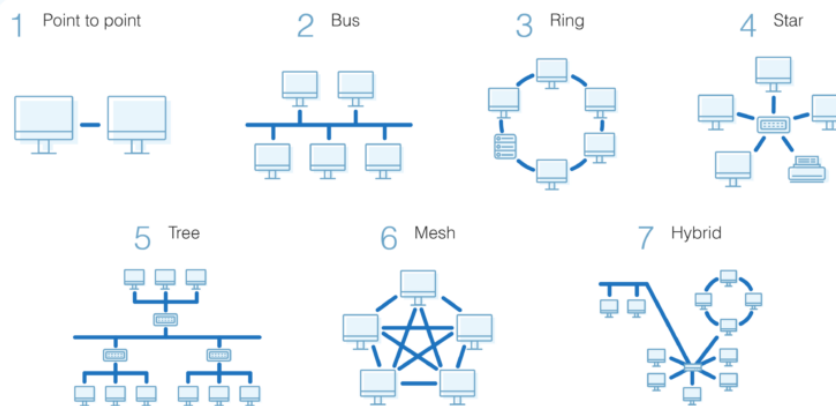 1 Point to point
2 Bus
3 Ring
4 Star
5 Tree
6 Mesh
7 Hybrid